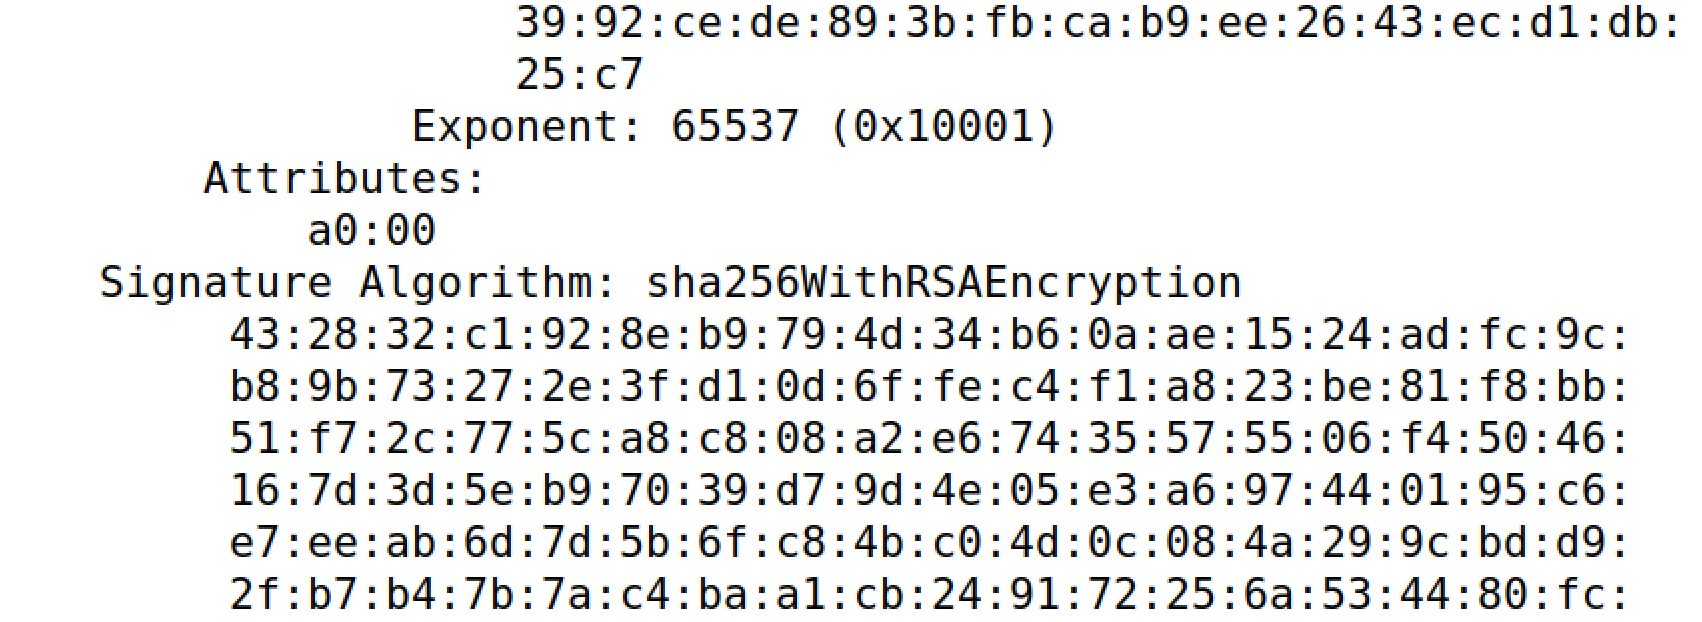 39:92:ce:de:89:3b:fb:ca:b9:ee:26:43:ec:d1:db:
25:c7
Exponent: 65537 (0x10001)
Attributes:
a0:00
Signature Algorithm: sha256WithRSAEncryption
43:28:32:c1:92:8e:b9:79:4d:34:b6:0a:ae:15:24:ad:fc:9c:
b8:9b:73:27:2e:3f:d1:0d:6f:fe:c4:f1:a8:23:be:81:f8:bb:
51:f7:2c:77:5c:a8:c8:08:a2:e6:74:35:57:55:06:f4:50:46:
16:7d:3d:5e:b9:70:39:d7:9d:4e:05:e3:a6:97:44:01:95:c6:
e7:ee:ab:6d:7d:5b:6f:c8:4b:c0:4d:0c:08:4a:29:9c:bd:d9:
2f:b7:b4:7b:7a:c4:ba:a1:cb:24:91:72:25:6a:53:44:80:fc: